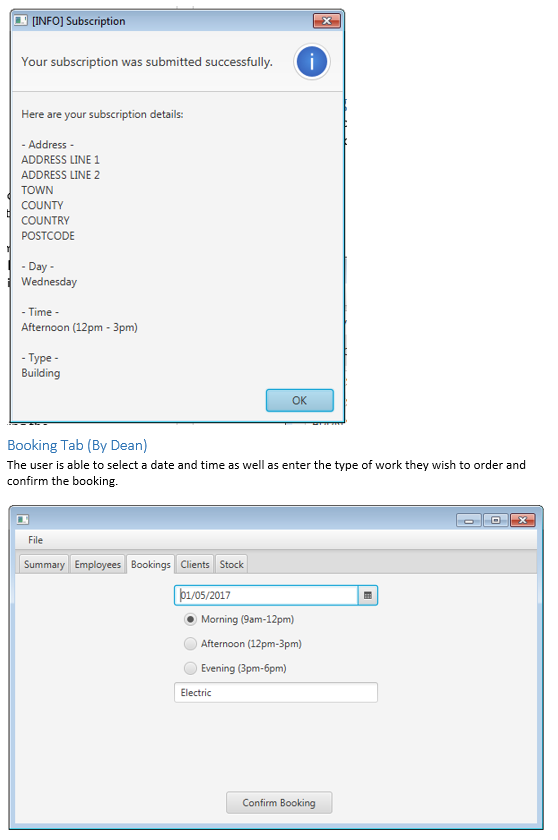 [INFO] Subscription
Your subscription was submitted successfully.
Here are your subscription details:
- Address -
ADDRESS LINE 1
ADDRESS LINE 2
TOWN
COUNTY
COUNTRY
POSTCODE
- Day -
Wednesday
- Time -
Afternoon (12pm - 3pm)
- Type -
Building
OK
Booking Tab (By Dean)
The user is able to select a date and time as well as enter the type of work they wish to order and
confirm the booking.
File
Summary Employees Bookings Clients Stock
01/05/2017
Morning (9am-12pm)
Afternoon (12pm-3pm)
Evening (3pm-6pm)
Electric
Confirm Booking